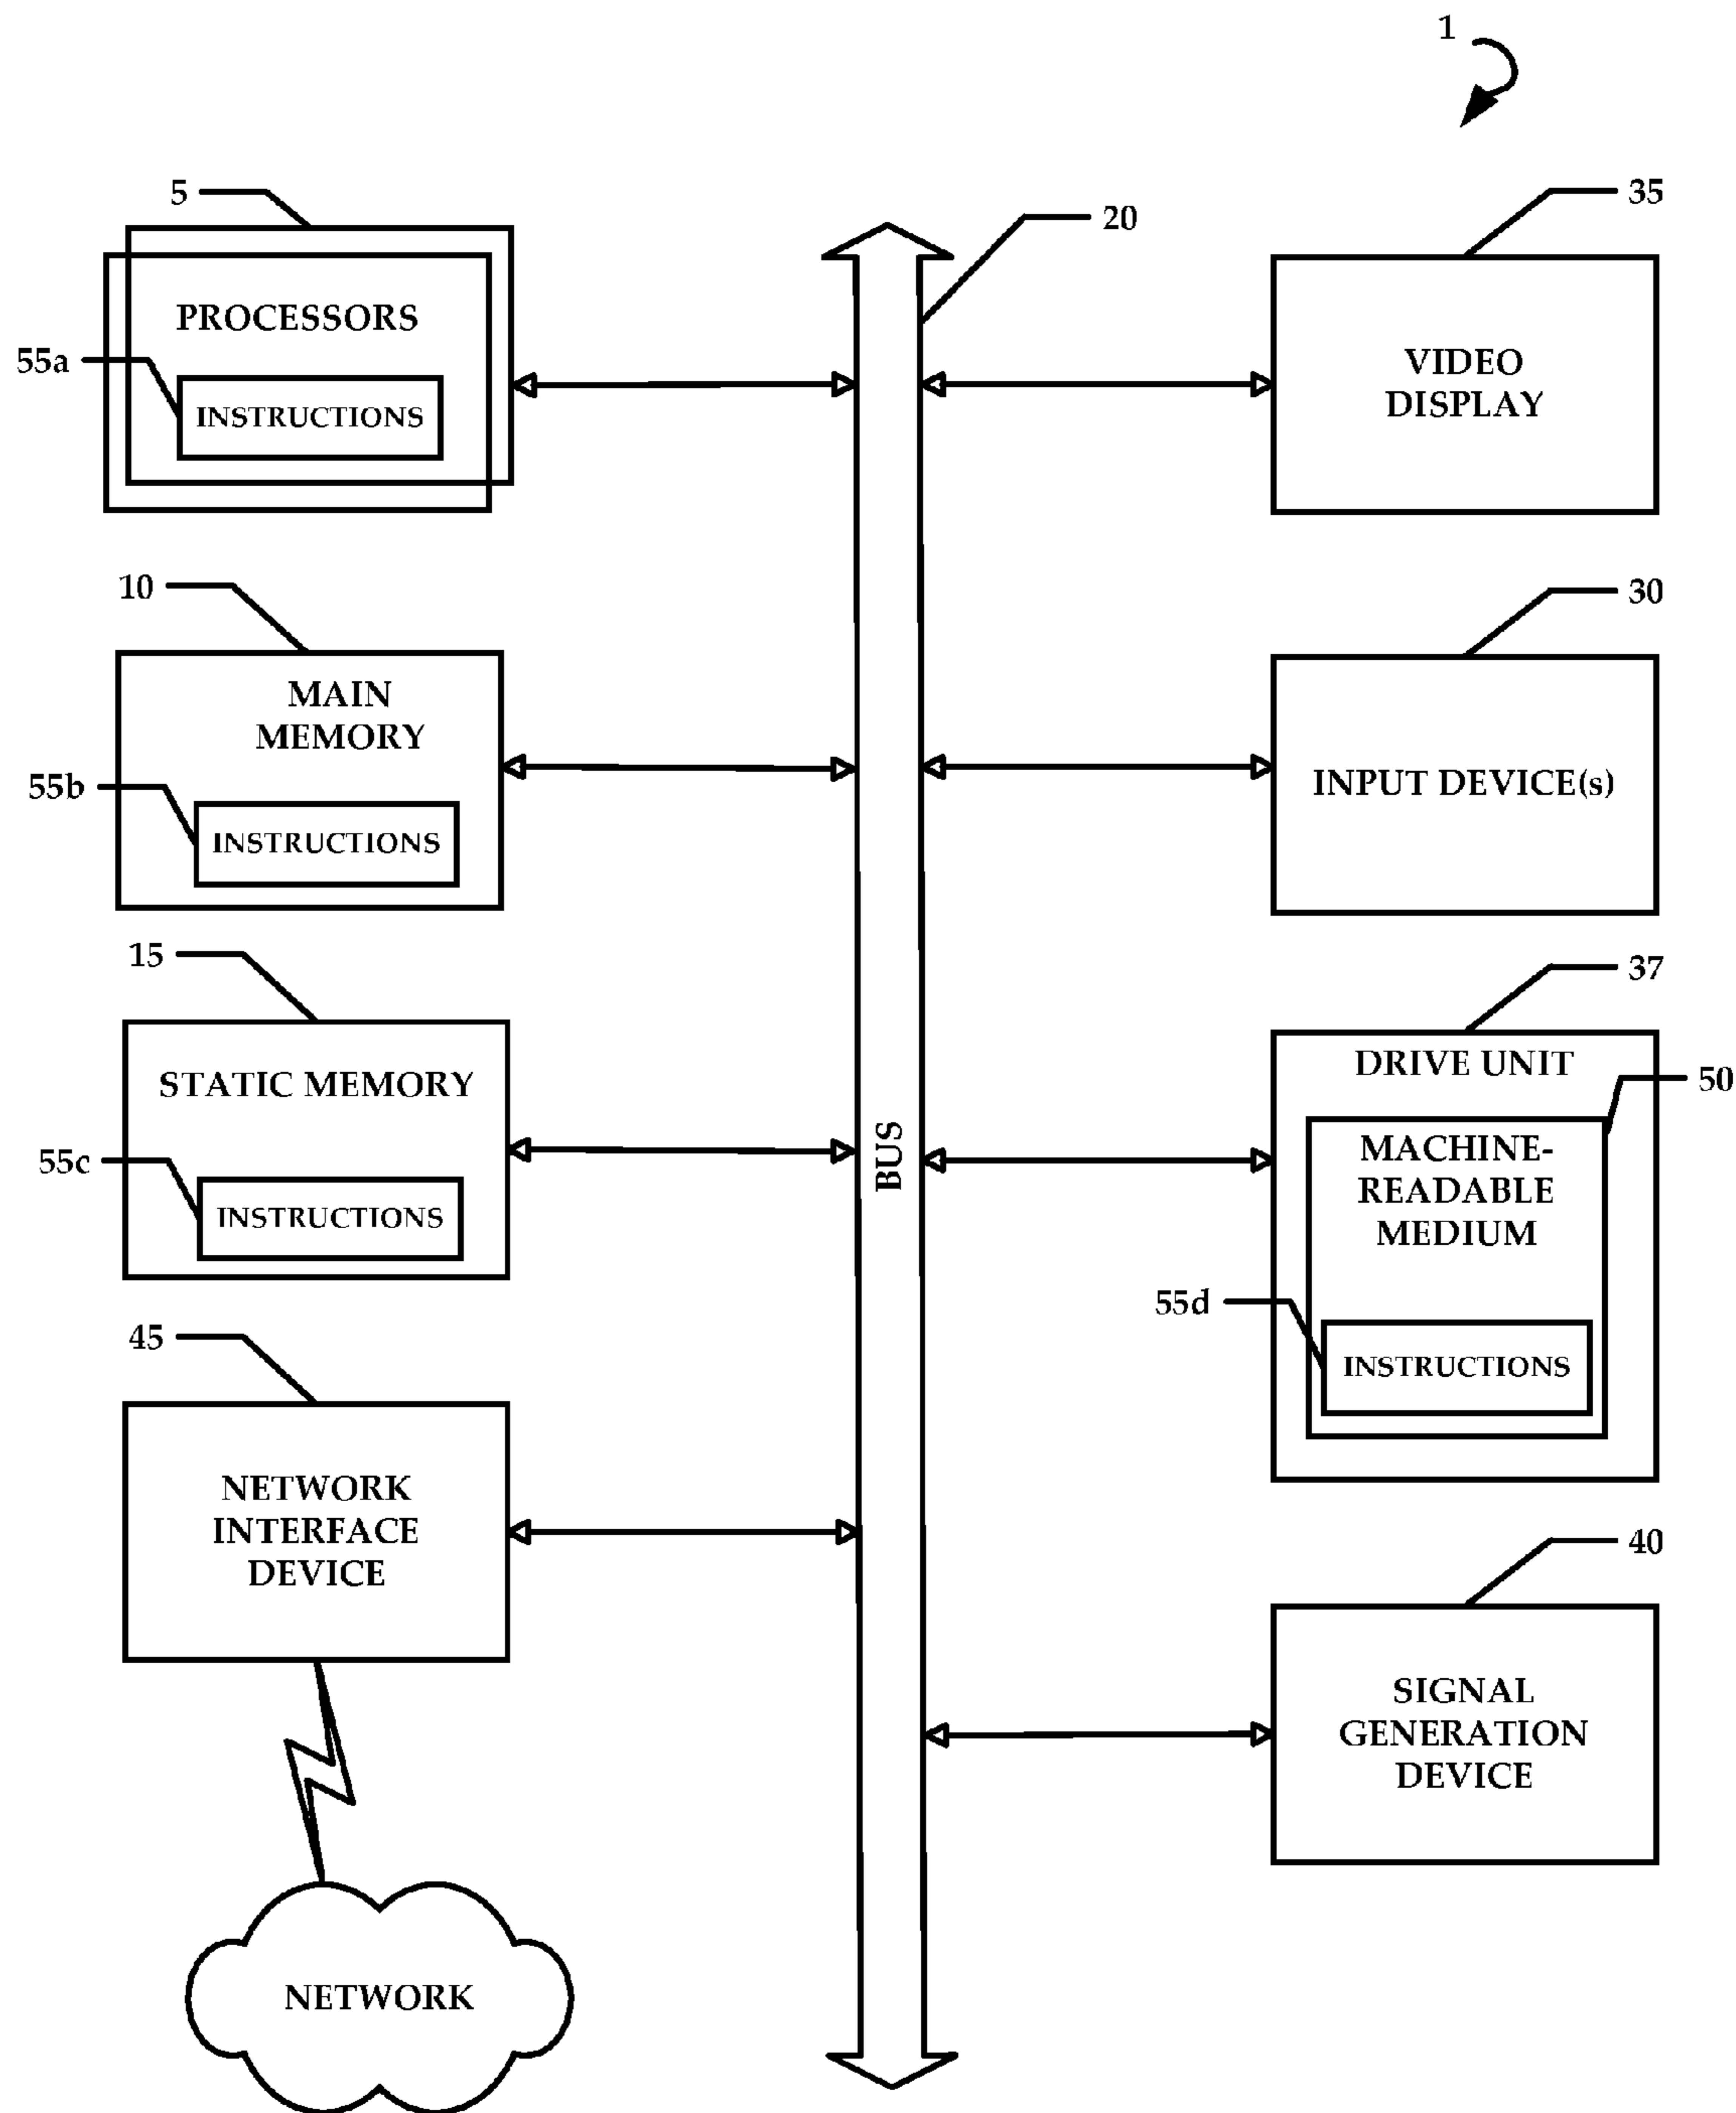 1
5
PROCESSORS
55a
INSTRUCTIONS
10
MAIN
MEMORY
55b
INSTRUCTIONS
15
STATIC MEMORY
55c
INSTRUCTIONS
45
NETWORK
INTERFACE
DEVICE
NETWORK
20
BUS
35
VIDEO
DISPLAY
30
INPUT DEVICE(s)
37
DRIVE UNIT
50
MACHINE-
READABLE
MEDIUM
55d
INSTRUCTIONS
40
SIGNAL
GENERATION
DEVICE